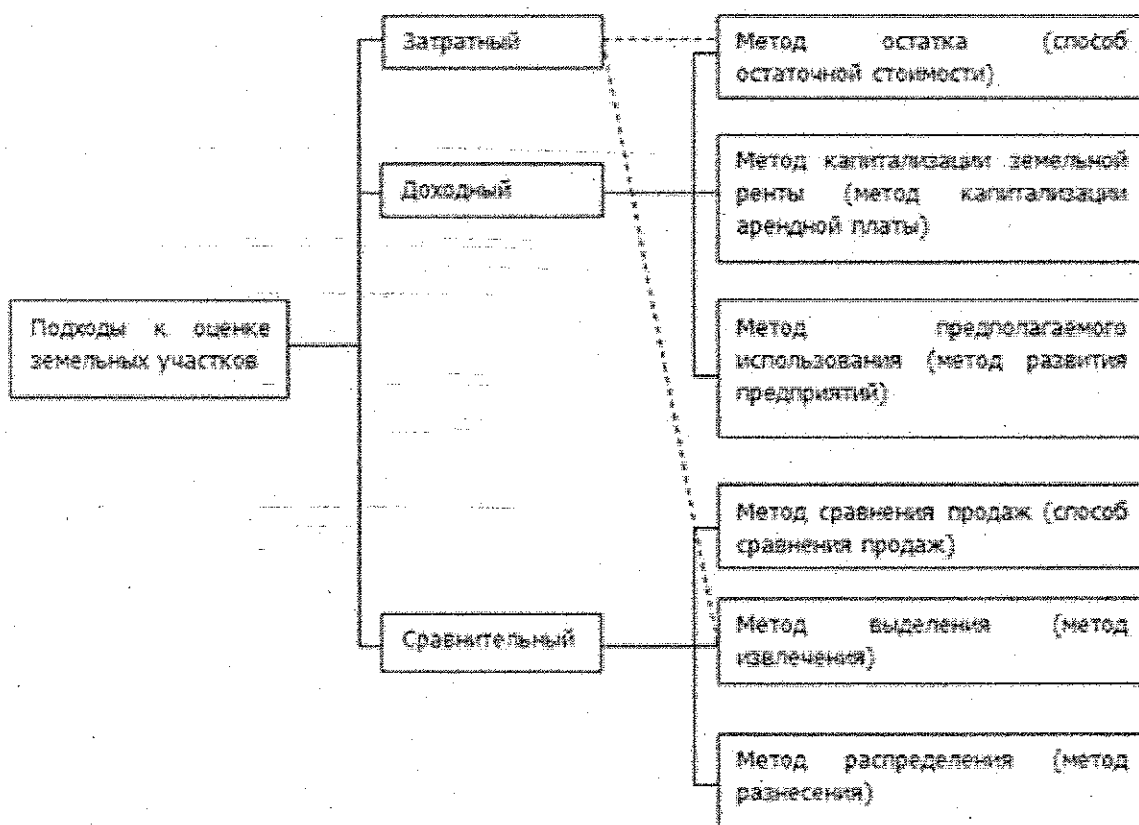 Затратный
Метод остатка (способ
остаточной стоимости)
Доходный
Метод капитализации земельной
ренты (метод капитализации
арендной платы)
Подходы к оценке
земельных участков
Метод предполагаемого
использования (метод развития
предприятий)
Метод сравнения продаж (способ
сравнения продаж)
Сравнительный
Метод выделения (метод
извлечения)
Метод распределения (метод
разнесения)